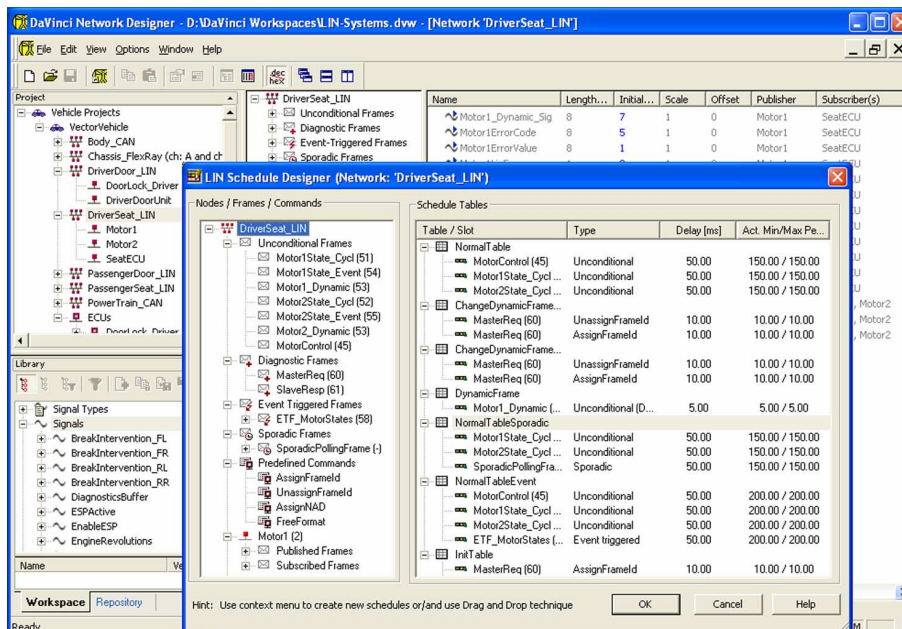 DaVinci Network Designer - D:\DaVinci Workspaces\LIN-Systems.dvw - [Network 'DriverSeat_LIN']
File Edit View Options Window Help
dec
hex
Project
Vehicle Projects
VectorVehicle
Body_CAN
Chassis_FlexRay (ch: A and ch
DriverDoor_LIN
DoorLock_Driver
DriverDoorUnit
DriverSeat_LIN
Motor1
Motor2
SeatECU
PassengerDoor_LIN
PassengerSeat_LIN
PowerTrain_CAN
ECUs
DoorLock_Driver
DriverSeat_LIN
Unconditional Frames
Diagnostic Frames
Event-Triggered Frames
Sporadic Frames
Name Length... Initial... Scale Offset Publisher Subscriber(s)
Motor1_Dynamic_Sig 8 7 1 0 Motor1 SeatECU
Motor1ErrorCode 8 5 1 0 Motor1 SeatECU
Motor1ErrorValue 8 1 1 0 Motor1 SeatECU
, Motor2
, Motor2
Library
Signal Types
Signals
BreakIntervention_FL
BreakIntervention_FR
BreakIntervention_RL
BreakIntervention_RR
DiagnosticsBuffer
ESPActive
EnableESP
EngineRevolutions
Name Ve
Workspace Repository
Ready
LIN Schedule Designer (Network: 'DriverSeat_LIN')
Nodes / Frames / Commands
DriverSeat_LIN
Unconditional Frames
Motor1State_Cycl (51)
Motor1State_Event (54)
Motor1_Dynamic (53)
Motor2State_Cycl (52)
Motor2State_Event (55)
Motor2_Dynamic (53)
MotorControl (45)
Diagnostic Frames
MasterReq (60)
SlaveResp (61)
Event Triggered Frames
ETF_MotorStates (58)
Sporadic Frames
SporadicPollingFrame (-)
Predefined Commands
AssignFrameId
UnassignFrameId
AssignNAD
FreeFormat
Motor1 (2)
Published Frames
Subscribed Frames
Schedule Tables
Table / Slot Type Delay [ms] Act. Min/Max Pe...
NormalTable
MotorControl (45) Unconditional 50.00 150.00 / 150.00
Motor1State_Cycl ... Unconditional 50.00 150.00 / 150.00
Motor2State_Cycl ... Unconditional 50.00 150.00 / 150.00
ChangeDynamicFrame...
MasterReq (60) UnassignFrameId 10.00 10.00 / 10.00
MasterReq (60) AssignFrameId 10.00 10.00 / 10.00
ChangeDynamicFrame...
MasterReq (60) UnassignFrameId 10.00 10.00 / 10.00
MasterReq (60) AssignFrameId 10.00 10.00 / 10.00
DynamicFrame
Motor1_Dynamic (... Unconditional (D... 5.00 5.00 / 5.00
NormalTableSporadic
Motor1State_Cycl ... Unconditional 50.00 150.00 / 150.00
Motor2State_Cycl ... Unconditional 50.00 150.00 / 150.00
SporadicPollingFra... Sporadic 50.00 150.00 / 150.00
NormalTableEvent
MotorControl (45) Unconditional 50.00 200.00 / 200.00
Motor1State_Cycl ... Unconditional 50.00 200.00 / 200.00
Motor2State_Cycl ... Unconditional 50.00 200.00 / 200.00
ETF_MotorStates (... Event triggered 50.00 200.00 / 200.00
InitTable
MasterReq (60) AssignFrameId 10.00 10.00 / 10.00
Hint: Use context menu to create new schedules or/and use Drag and Drop technique
OK Cancel Help